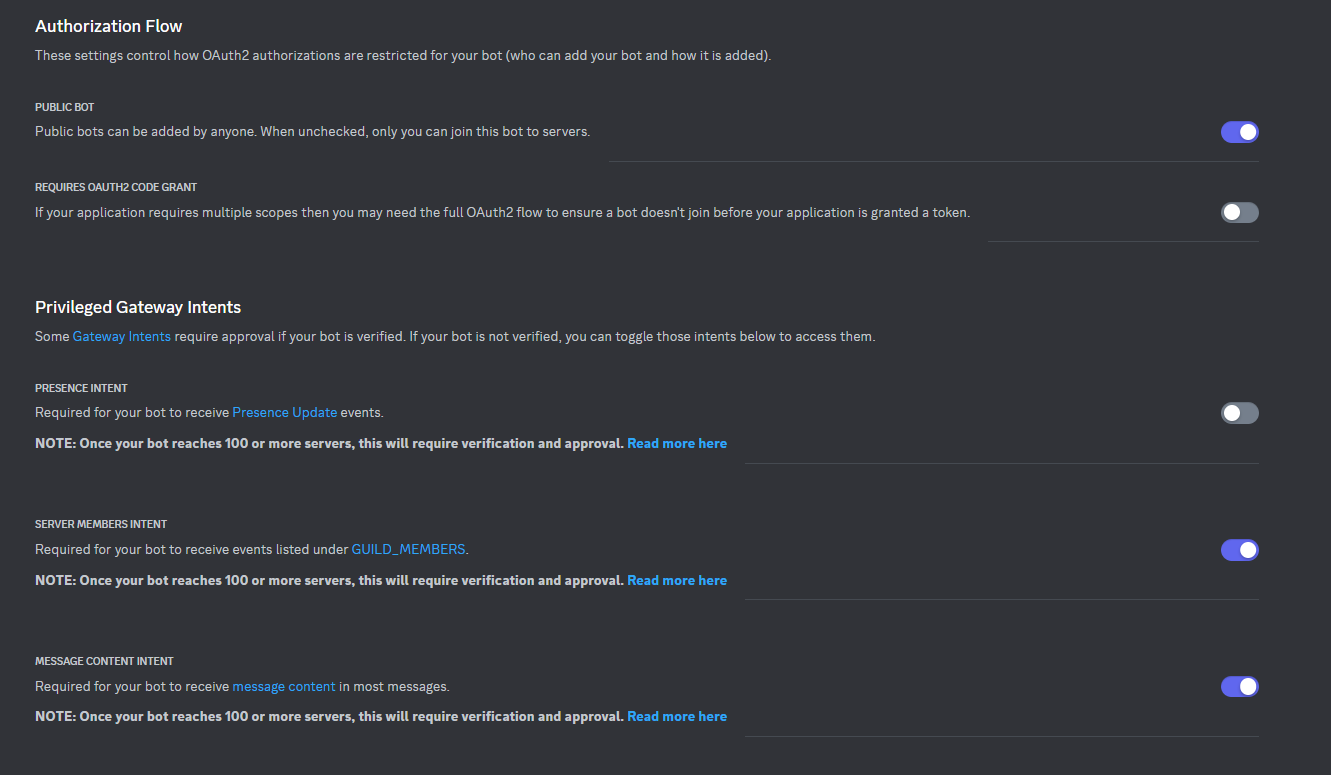 Authorization Flow
These settings control how OAuth2 authorizations are restricted for your bot (who can add your bot and how it is added).
PUBLIC BOT
Public bots can be added by anyone. When unchecked, only you can join this bot to servers.
REQUIRES OAUTH2 CODE GRANT
If your application requires multiple scopes then you may need the full OAuth2 flow to ensure a bot doesn't join before your application is granted a token.
Privileged Gateway Intents
Some Gateway Intents require approval if your bot is verified. If your bot is not verified, you can toggle those intents below to access them.
PRESENCE INTENT
Required for your bot to receive Presence Update events.
NOTE: Once your bot reaches 100 or more servers, this will require verification and approval. Read more here
SERVER MEMBERS INTENT
Required for your bot to receive events listed under GUILD_MEMBERS.
NOTE: Once your bot reaches 100 or more servers, this will require verification and approval. Read more here
MESSAGE CONTENT INTENT
Required for your bot to receive message content in most messages.
NOTE: Once your bot reaches 100 or more servers, this will require verification and approval. Read more here